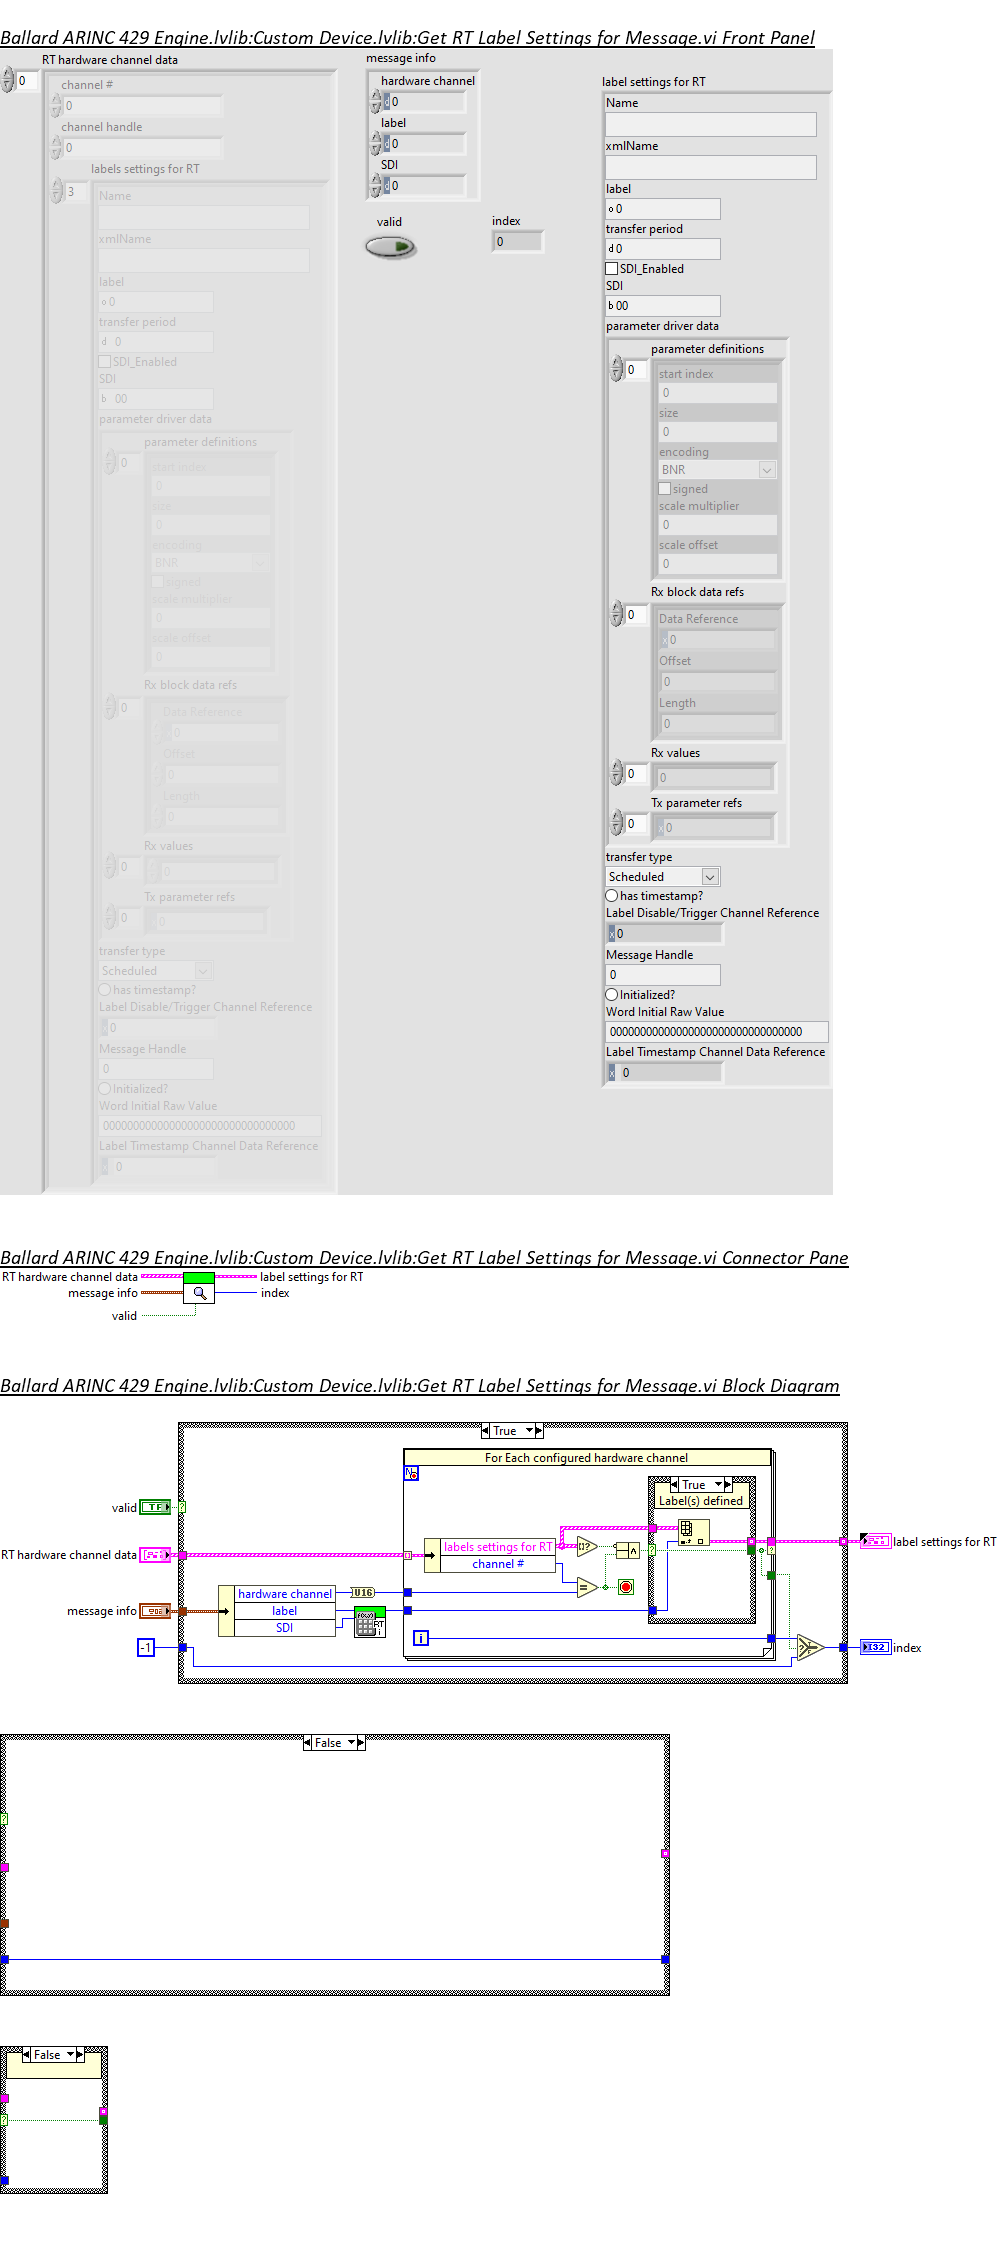 Ballard ARINC 429 Engine.lvlib:Custom Device.lvlib:Get RT Label Settings for Message.vi Front Panel
RT hardware channel data
0
channel #
0
channel handle
0
labels settings for RT
3
Name
xmlName
label
o 0
transfer period
d 0
SDI_Enabled
SDI
b 00
parameter driver data
parameter definitions
0
start index
0
size
0
encoding
BNR
signed
scale multiplier
0
scale offset
0
Rx block data refs
0
Data Reference
0
Offset
0
Length
0
Rx values
0
0
Tx parameter refs
0
0
transfer type
Scheduled
has timestamp?
Label Disable/Trigger Channel Reference
x 0
Message Handle
0
Initialized?
Word Initial Raw Value
00000000000000000000000000000000
Label Timestamp Channel Data Reference
x 0
message info
hardware channel
d 0
label
d 0
SDI
d 0
valid
index
0
label settings for RT
Name
xmlName
label
o 0
transfer period
d 0
SDI_Enabled
SDI
b 00
parameter driver data
parameter definitions
0
start index
0
size
0
encoding
BNR
signed
scale multiplier
0
scale offset
0
Rx block data refs
0
Data Reference
x 0
Offset
0
Length
0
Rx values
0
0
Tx parameter refs
0
x 0
transfer type
Scheduled
has timestamp?
Label Disable/Trigger Channel Reference
x 0
Message Handle
0
Initialized?
Word Initial Raw Value
00000000000000000000000000000000
Label Timestamp Channel Data Reference
x 0
Ballard ARINC 429 Engine.lvlib:Custom Device.lvlib:Get RT Label Settings for Message.vi Connector Pane
RT hardware channel data
label settings for RT
message info
index
valid
Ballard ARINC 429 Engine.lvlib:Custom Device.lvlib:Get RT Label Settings for Message.vi Block Diagram
True
For Each configured hardware channel
N
True
Label(s) defined
valid
TF
RT hardware channel data
labels settings for RT
channel #
label settings for RT
hardware channel
U16
message info
label
SDI
RT
i
i
-1
I32
index
False
False